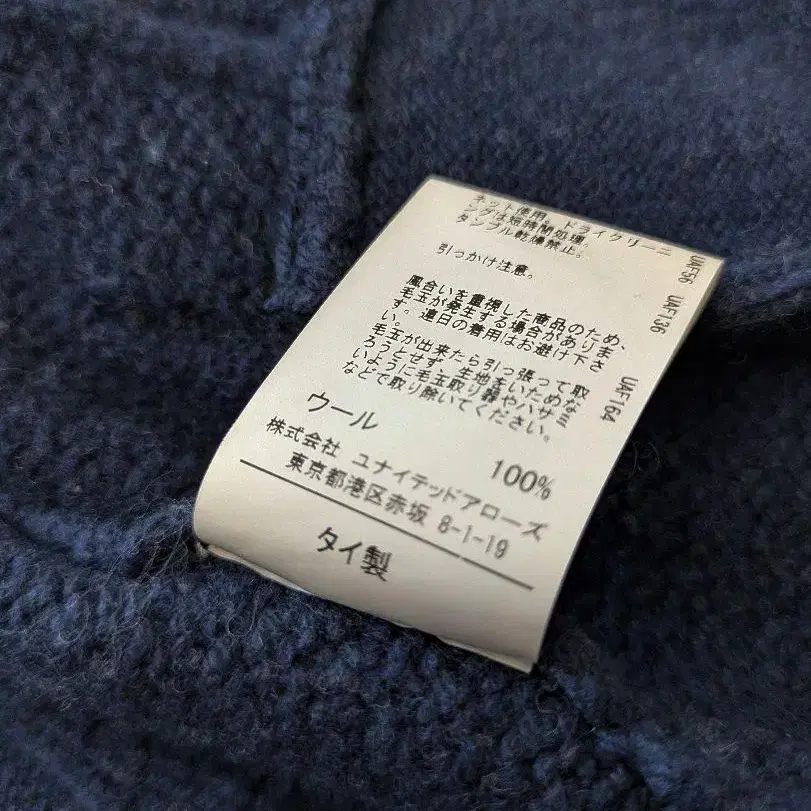 ネット使用。ドライクリーニ
ングは短時間処理。
タンブル乾燥禁止。
引っかけ注意。
風合いを重視した商品のため、
毛玉が発生する場合がありま
す。連日の着用はお避け下さ
い。
毛玉が出来たら引っ張って取
ろうとせず、生地をいためな
いように毛玉取り器やハサミ
などで取り除いてください。
ウール
100%
株式会社 ユナイテッドアローズ
東京都港区赤坂 8-1-19
タイ製
UAF56
UAF136
UAF164